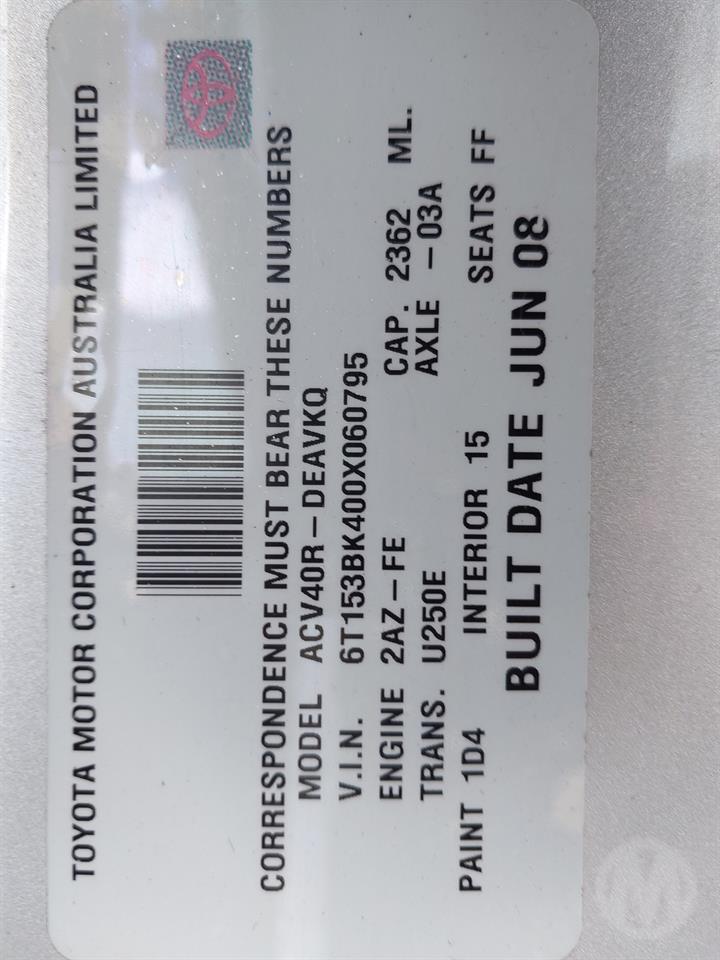 TOYOTA MOTOR CORPORATION AUSTRALIA LIMITED
CORRESPONDENCE MUST BEAR THESE NUMBERS
MODEL ACV40R-DEAVKQ
V.I.N. 6T153BK400X060795
ENGINE 2AZ-FE CAP. 2362 ML.
TRANS. U250E AXLE -03A
PAINT 1D4 INTERIOR 15 SEATS FF
BUILT DATE JUN 08
M